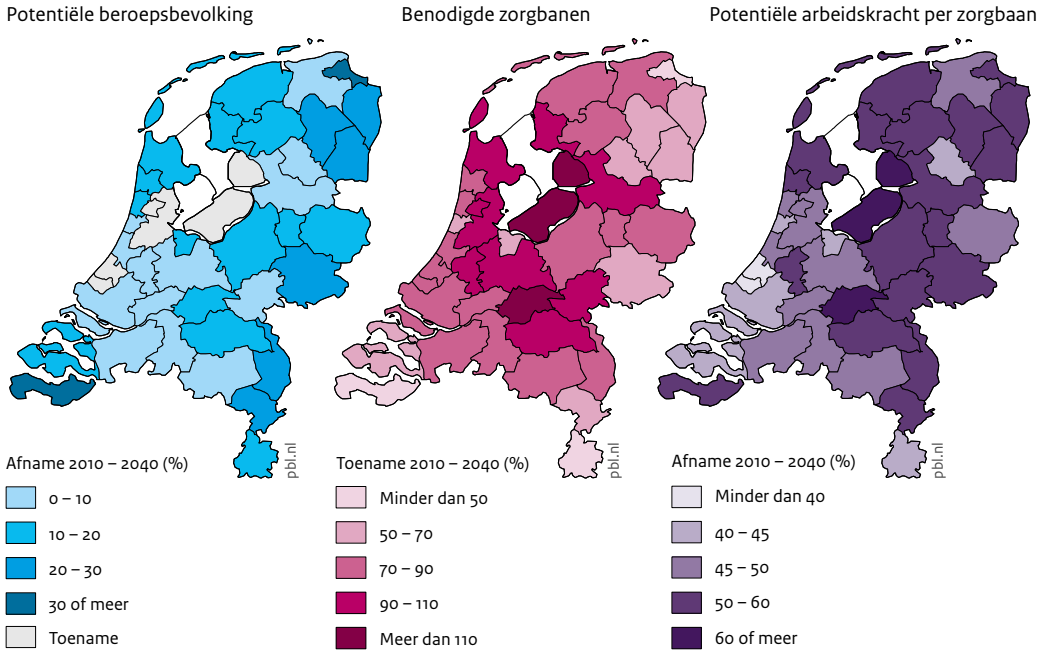 Potentiële beroepsbevolking
Benodigde zorgbanen
Potentiële arbeidskracht per zorgbaan
pbl.nl
pbl.nl
pbl.nl
Afname 2010 – 2040 (%)
0 – 10
10 – 20
20 – 30
30 of meer
Toename
Toename 2010 – 2040 (%)
Minder dan 50
50 – 70
70 – 90
90 – 110
Meer dan 110
Afname 2010 – 2040 (%)
Minder dan 40
40 – 45
45 – 50
50 – 60
60 of meer